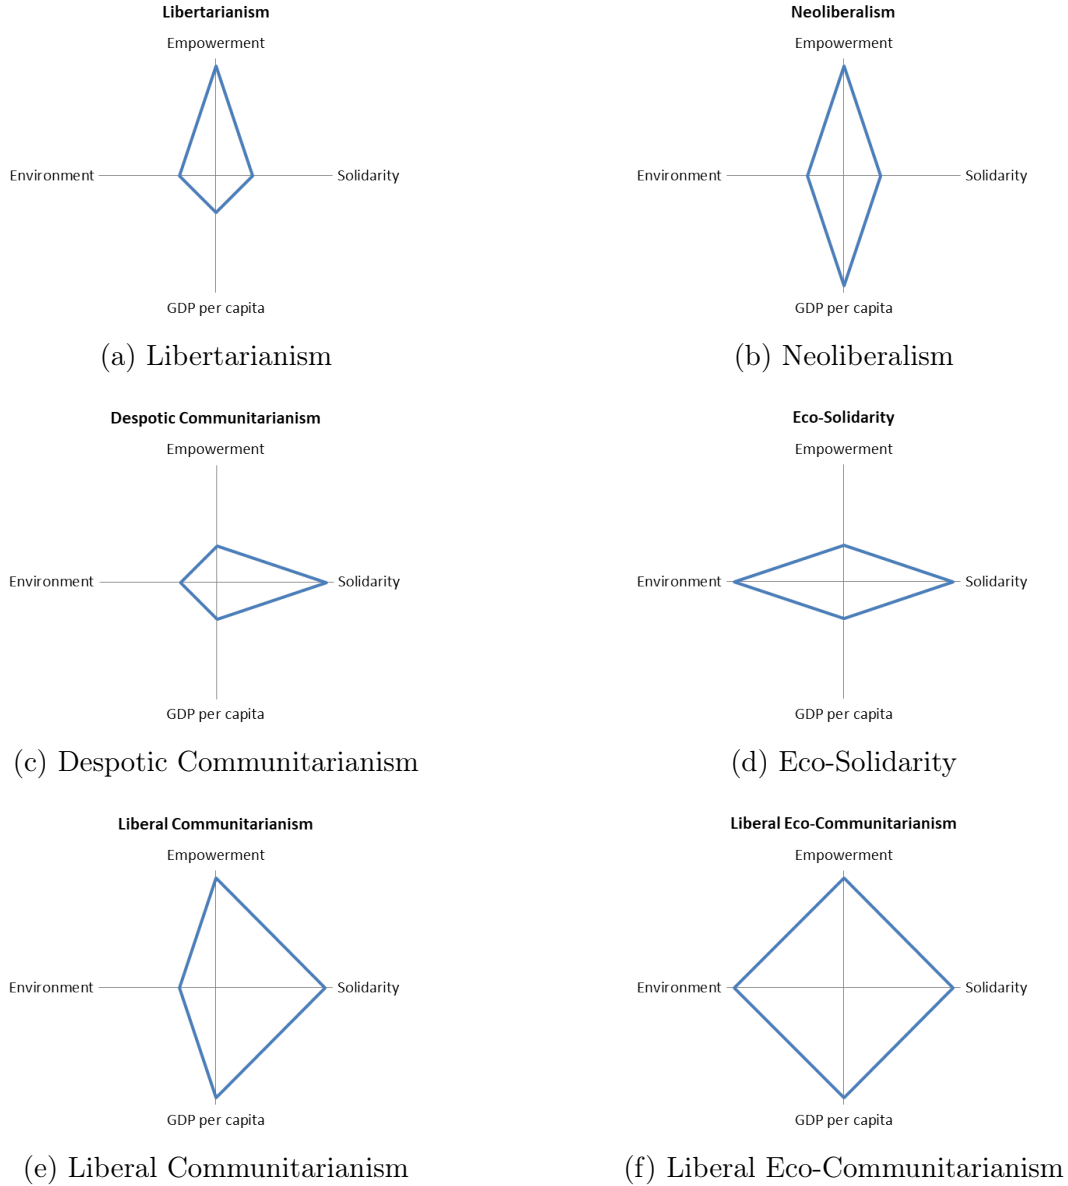 Libertarianism
Empowerment
Environment
Solidarity
GDP per capita
(a) Libertarianism
Neoliberalism
Empowerment
Environment
Solidarity
GDP per capita
(b) Neoliberalism
Despotic Communitarianism
Empowerment
Environment
Solidarity
GDP per capita
(c) Despotic Communitarianism
Eco-Solidarity
Empowerment
Environment
Solidarity
GDP per capita
(d) Eco-Solidarity
Liberal Communitarianism
Empowerment
Environment
Solidarity
GDP per capita
(e) Liberal Communitarianism
Liberal Eco-Communitarianism
Empowerment
Environment
Solidarity
GDP per capita
(f) Liberal Eco-Communitarianism